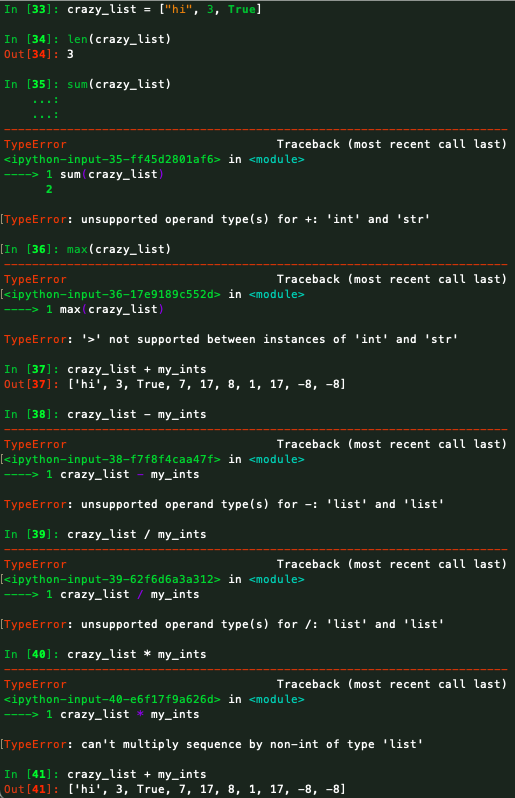 In [33]: crazy_list = ["hi", 3, True]
In [34]: len(crazy_list)
Out[34]: 3
In [35]: sum(crazy_list)
...:
...:
TypeError Traceback (most recent call last)
<ipython-input-35-ff45d2801af6> in <module>
----> 1 sum(crazy_list)
2
TypeError: unsupported operand type(s) for +: 'int' and 'str'
In [36]: max(crazy_list)
TypeError Traceback (most recent call last)
<ipython-input-36-17e9189c552d> in <module>
----> 1 max(crazy_list)
TypeError: '>' not supported between instances of 'int' and 'str'
In [37]: crazy_list + my_ints
Out[37]: ['hi', 3, True, 7, 17, 8, 1, 17, -8, -8]
In [38]: crazy_list - my_ints
TypeError Traceback (most recent call last)
<ipython-input-38-f7f8f4caa47f> in <module>
----> 1 crazy_list - my_ints
TypeError: unsupported operand type(s) for -: 'list' and 'list'
In [39]: crazy_list / my_ints
TypeError Traceback (most recent call last)
<ipython-input-39-62f6d6a3a312> in <module>
----> 1 crazy_list / my_ints
TypeError: unsupported operand type(s) for /: 'list' and 'list'
In [40]: crazy_list * my_ints
TypeError Traceback (most recent call last)
<ipython-input-40-e6f17f9a626d> in <module>
----> 1 crazy_list * my_ints
TypeError: can't multiply sequence by non-int of type 'list'
In [41]: crazy_list + my_ints
Out[41]: ['hi', 3, True, 7, 17, 8, 1, 17, -8, -8]